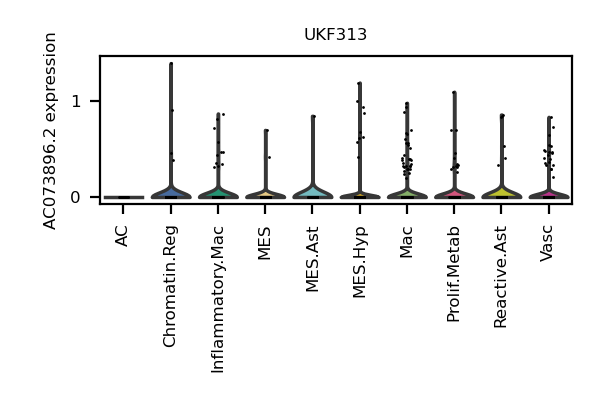 UKF313
AC073896.2 expression
1
0
AC
Chromatin.Reg
Inflammatory.Mac
MES
MES.Ast
MES.Hyp
Mac
Prolif.Metab
Reactive.Ast
Vasc